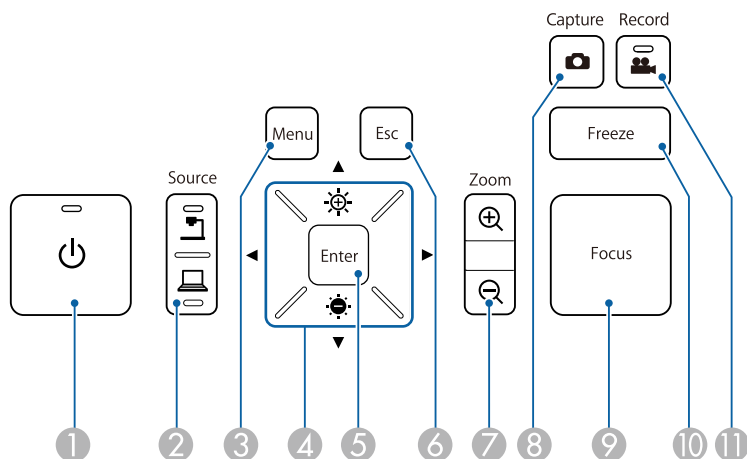 Capture Record
Menu
Esc
Freeze
Source
Zoom
Enter
Focus
1 2 3 4 5 6 7 8 9 10 11